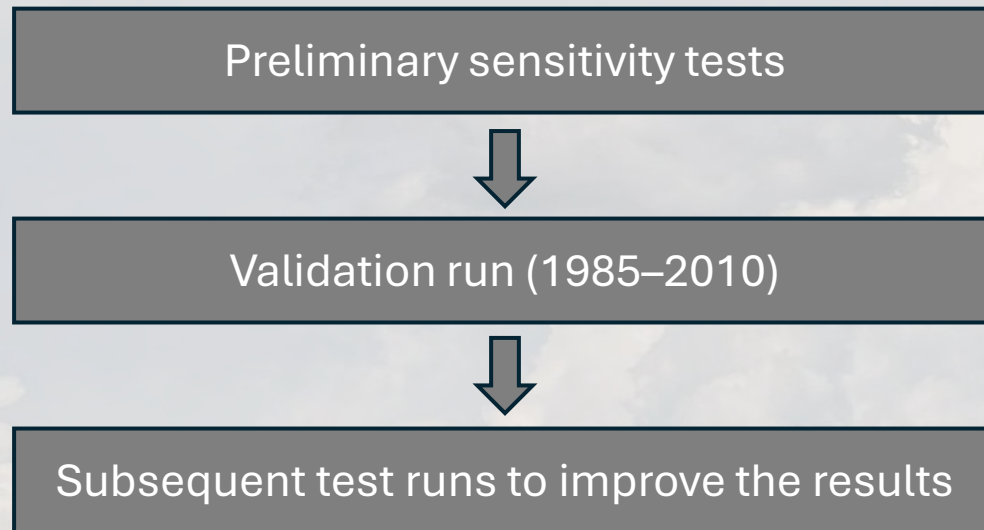 Preliminary sensitivity tests
Validation run (1985–2010)
Subsequent test runs to improve the results